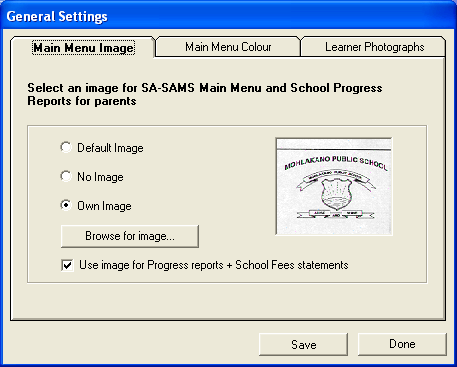 General Settings
Main Menu Image
Main Menu Colour
Learner Photographs
Select an image for SA-SAMS Main Menu and School Progress
Reports for parents
Default Image
No Image
Own Image
MOHLAKANO PUBLIC SCHOOL
Browse for image...
Use image for Progress reports + School Fees statements
Save
Done